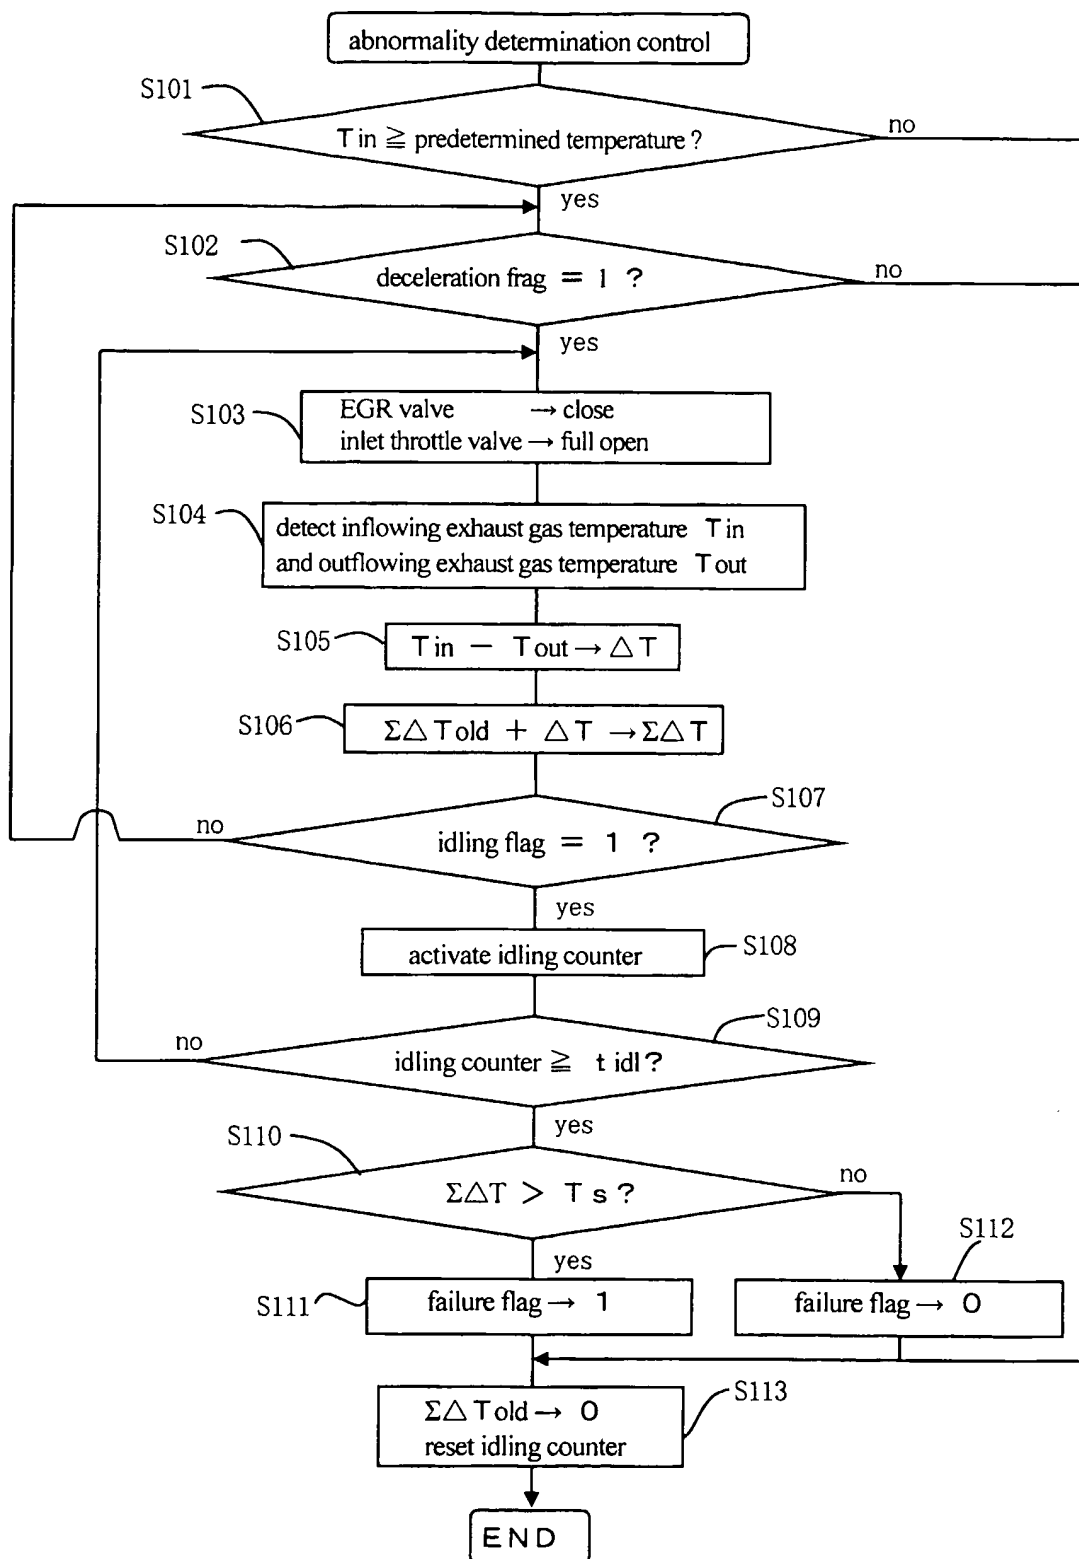 abnormality determination control
S101
T in ≧ predetermined temperature ?
no
yes
S102
deceleration frag = 1 ?
no
yes
S103
EGR valve → close
inlet throttle valve → full open
S104
detect inflowing exhaust gas temperature T in
and outflowing exhaust gas temperature T out
S105
T in − T out → △T
S106
Σ△Told + △T → Σ△T
S107
no
idling flag = 1 ?
yes
activate idling counter
S108
S109
no
idling counter ≧ t idl ?
yes
S110
no
Σ△T > T s ?
S112
yes
S111
failure flag → 1
failure flag → 0
S113
Σ△Told → 0
reset idling counter
END